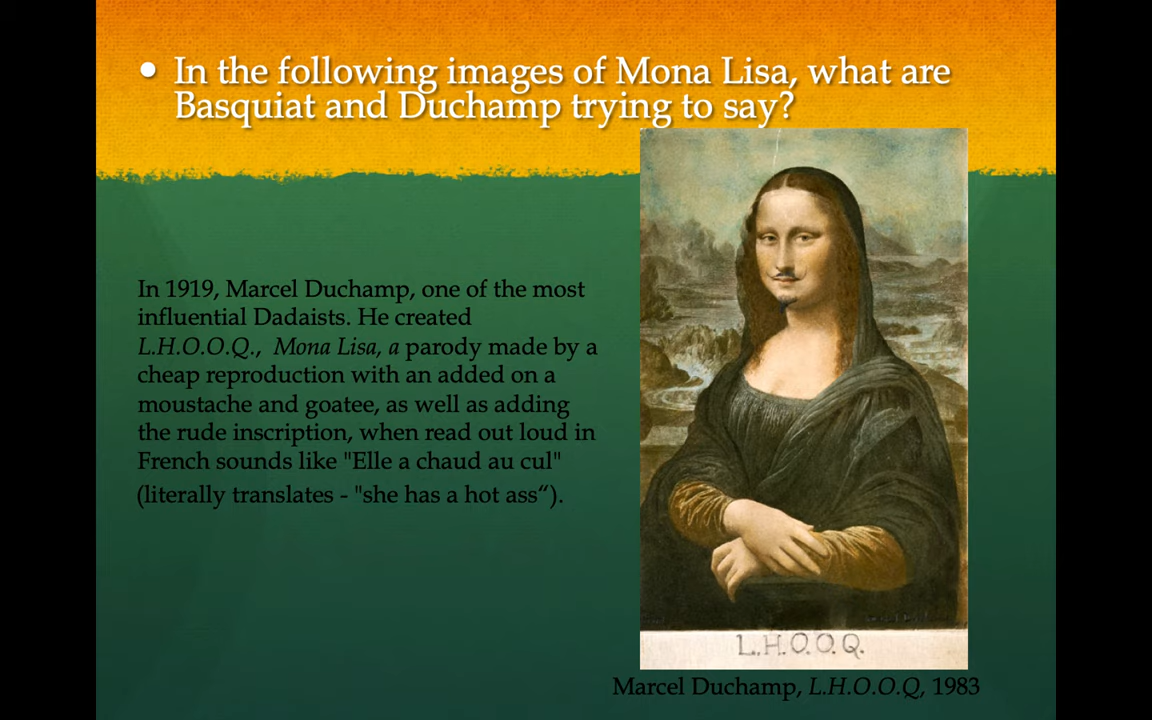 • In the following images of Mona Lisa, what are
Basquiat and Duchamp trying to say?
In 1919, Marcel Duchamp, one of the most
influential Dadaists. He created
L.H.O.O.Q., Mona Lisa, a parody made by a
cheap reproduction with an added on a
moustache and goatee, as well as adding
the rude inscription, when read out loud in
French sounds like "Elle a chaud au cul"
(literally translates - "she has a hot ass“).
L.H.O.O.Q.
Marcel Duchamp, L.H.O.O.Q, 1983